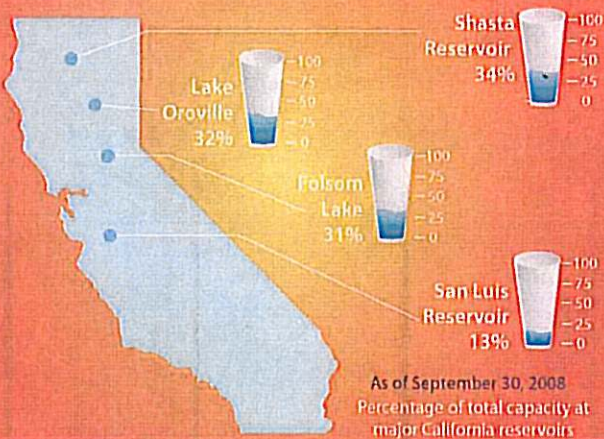 Shasta
Reservoir
34%
100
75
50
25
0
Lake
Oroville
32%
100
75
50
25
0
Folsom
Lake
31%
100
75
50
25
0
San Luis
Reservoir
13%
100
75
50
25
0
As of September 30, 2008
Percentage of total capacity at
major California reservoirs